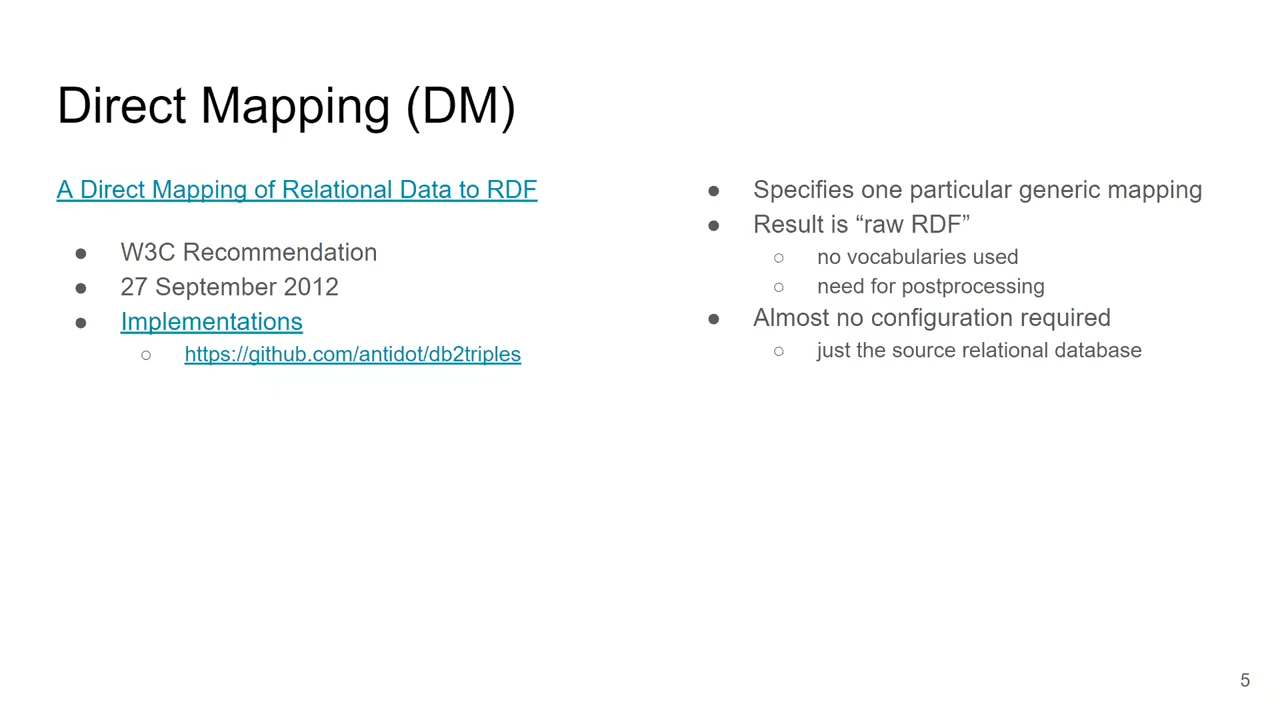 Direct Mapping (DM)
A Direct Mapping of Relational Data to RDF
● W3C Recommendation
● 27 September 2012
● Implementations
○ https://github.com/antidot/db2triples
● Specifies one particular generic mapping
● Result is “raw RDF”
○ no vocabularies used
○ need for postprocessing
● Almost no configuration required
○ just the source relational database
5